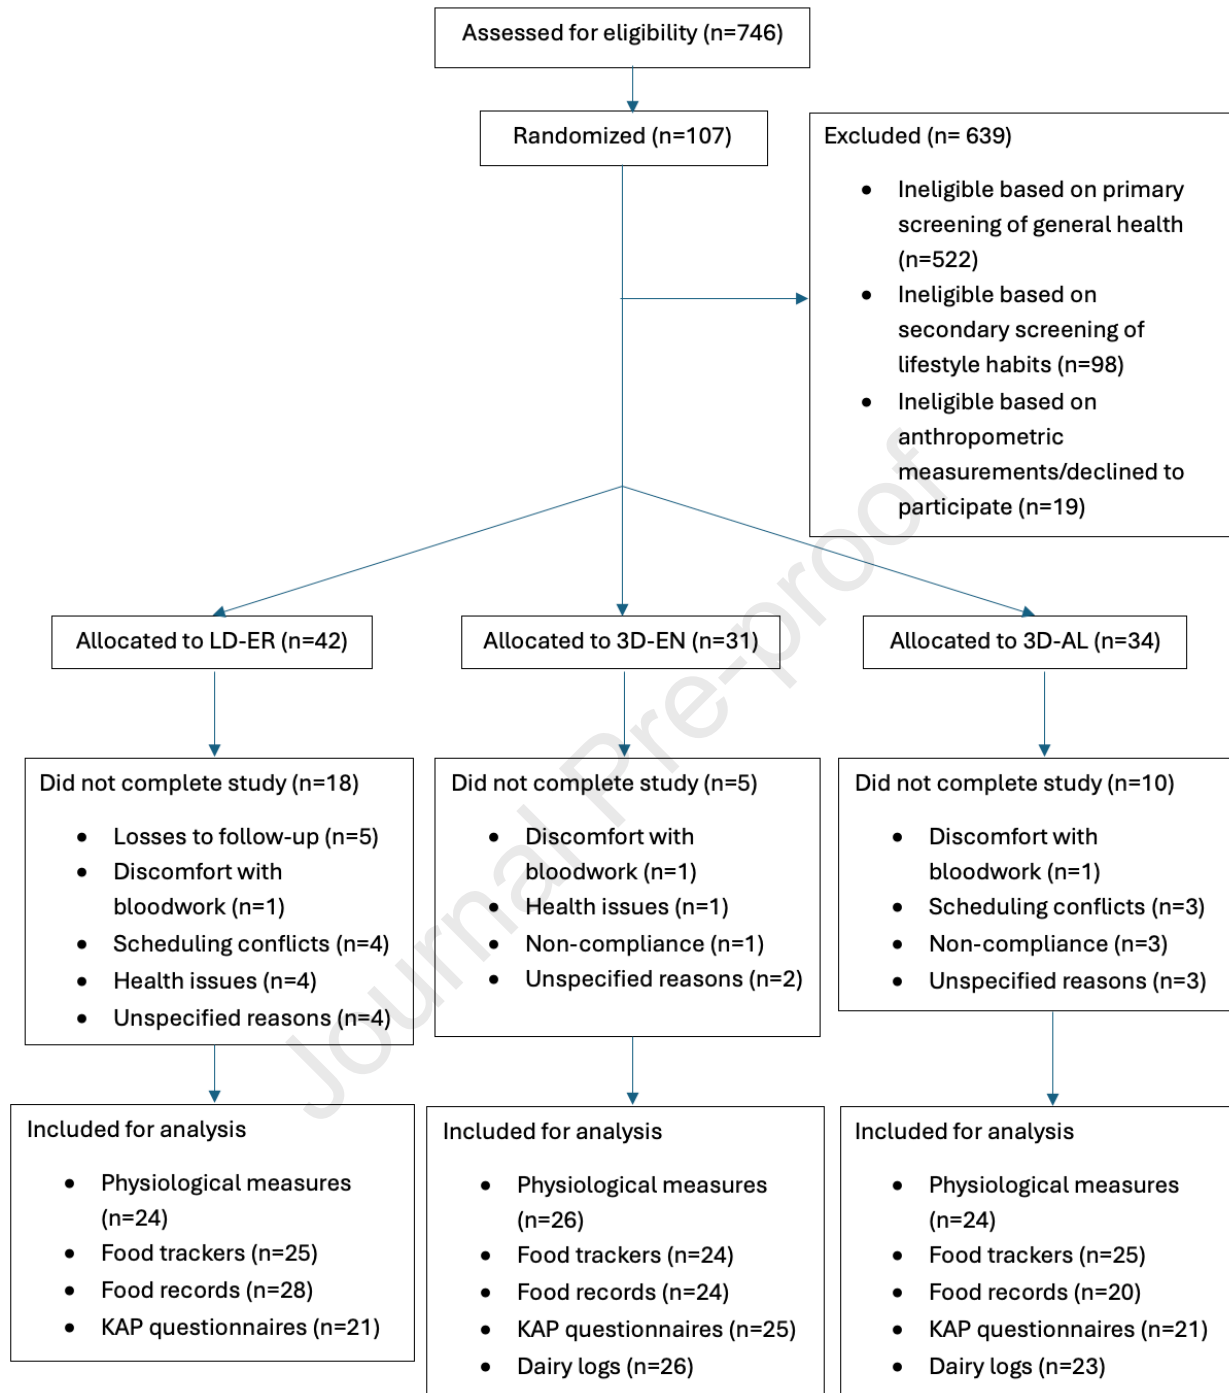 Assessed for eligibility (n=746)
Randomized (n=107)
Excluded (n= 639)
• Ineligible based on primary
screening of general health
(n=522)
• Ineligible based on
secondary screening of
lifestyle habits (n=98)
• Ineligible based on
anthropometric
measurements/declined to
participate (n=19)
Allocated to LD-ER (n=42)
Allocated to 3D-EN (n=31)
Allocated to 3D-AL (n=34)
Did not complete study (n=18)
• Losses to follow-up (n=5)
• Discomfort with
bloodwork (n=1)
• Scheduling conflicts (n=4)
• Health issues (n=4)
• Unspecified reasons (n=4)
Did not complete study (n=5)
• Discomfort with
bloodwork (n=1)
• Health issues (n=1)
• Non-compliance (n=1)
• Unspecified reasons (n=2)
Did not complete study (n=10)
• Discomfort with
bloodwork (n=1)
• Scheduling conflicts (n=3)
• Non-compliance (n=3)
• Unspecified reasons (n=3)
Included for analysis
• Physiological measures
(n=24)
• Food trackers (n=25)
• Food records (n=28)
• KAP questionnaires (n=21)
Included for analysis
• Physiological measures
(n=26)
• Food trackers (n=24)
• Food records (n=24)
• KAP questionnaires (n=25)
• Dairy logs (n=26)
Included for analysis
• Physiological measures
(n=24)
• Food trackers (n=25)
• Food records (n=20)
• KAP questionnaires (n=21)
• Dairy logs (n=23)
Journal Pre-proof